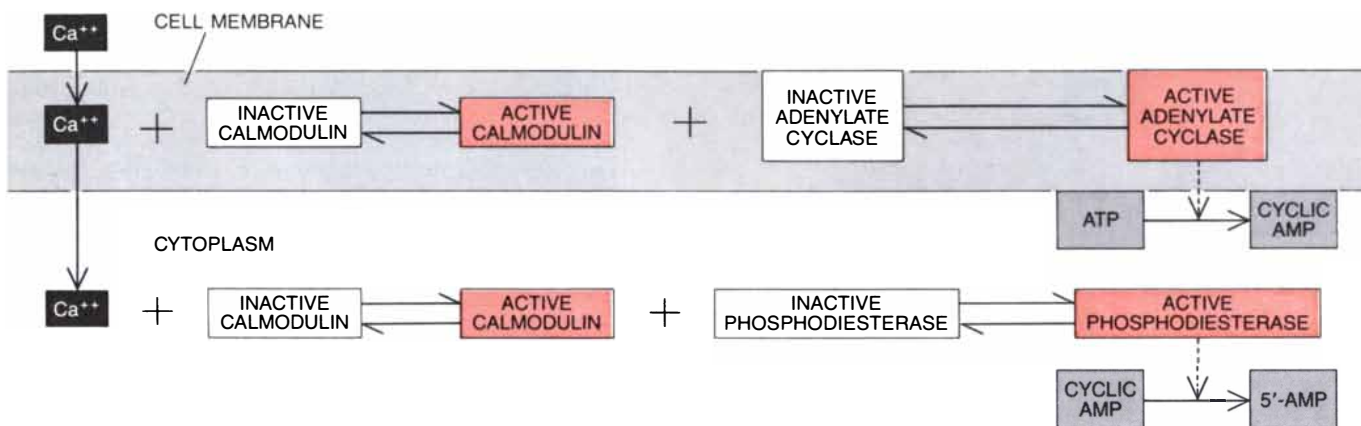 Ca++
CELL MEMBRANE
Ca++
+
INACTIVE
CALMODULIN
ACTIVE
CALMODULIN
+
INACTIVE
ADENYLATE
CYCLASE
ACTIVE
ADENYLATE
CYCLASE
ATP
CYCLIC
AMP
CYTOPLASM
Ca++
+
INACTIVE
CALMODULIN
ACTIVE
CALMODULIN
+
INACTIVE
PHOSPHODIESTERASE
ACTIVE
PHOSPHODIESTERASE
CYCLIC
AMP
5′-AMP